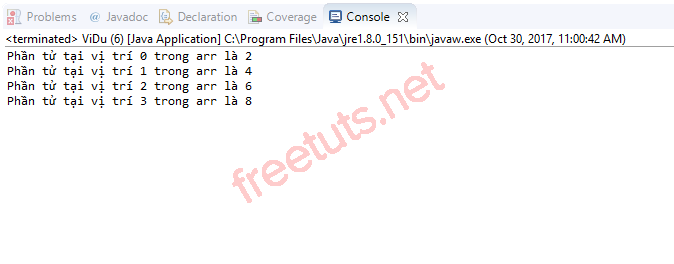 Problems @ Javadoc Declaration Coverage Console
<terminated> ViDu (6) [Java Application] C:\Program Files\Java\jre1.8.0_151\bin\javaw.exe (Oct 30, 2017, 11:00:42 AM)
Phần tử tại vị trí 0 trong arr là 2
Phần tử tại vị trí 1 trong arr là 4
Phần tử tại vị trí 2 trong arr là 6
Phần tử tại vị trí 3 trong arr là 8
freetuts.net